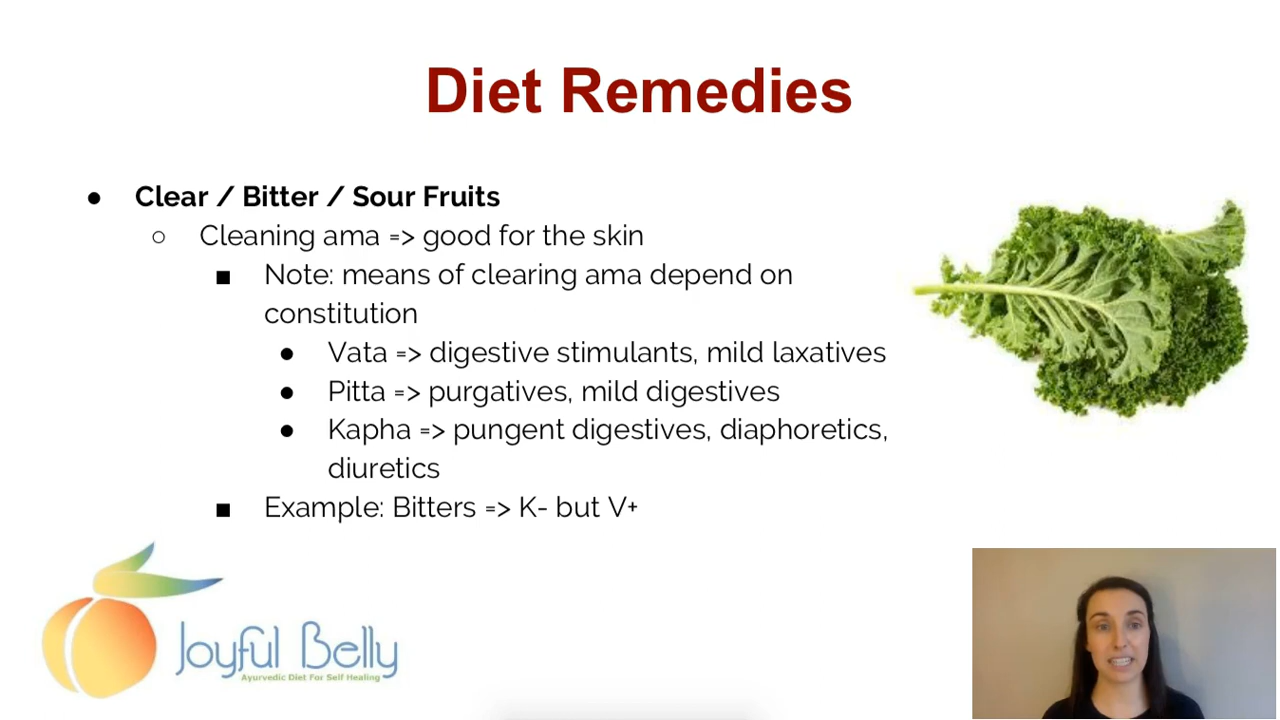 Diet Remedies
● Clear / Bitter / Sour Fruits
○ Cleaning ama => good for the skin
■ Note: means of clearing ama depend on
constitution
● Vata => digestive stimulants, mild laxatives
● Pitta => purgatives, mild digestives
● Kapha => pungent digestives, diaphoretics,
diuretics
■ Example: Bitters => K- but V+
Joyful Belly
Ayurvedic Diet For Self Healing